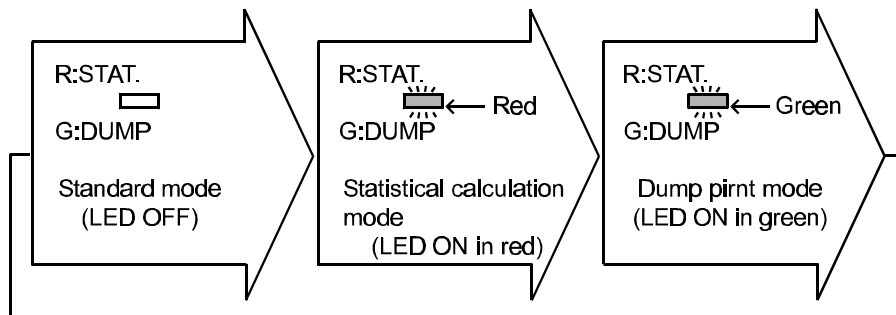 R:STAT.
G:DUMP
Standard mode
(LED OFF)
R:STAT.
Red
G:DUMP
Statistical calculation
mode
(LED ON in red)
R:STAT.
Green
G:DUMP
Dump pirnt mode
(LED ON in green)